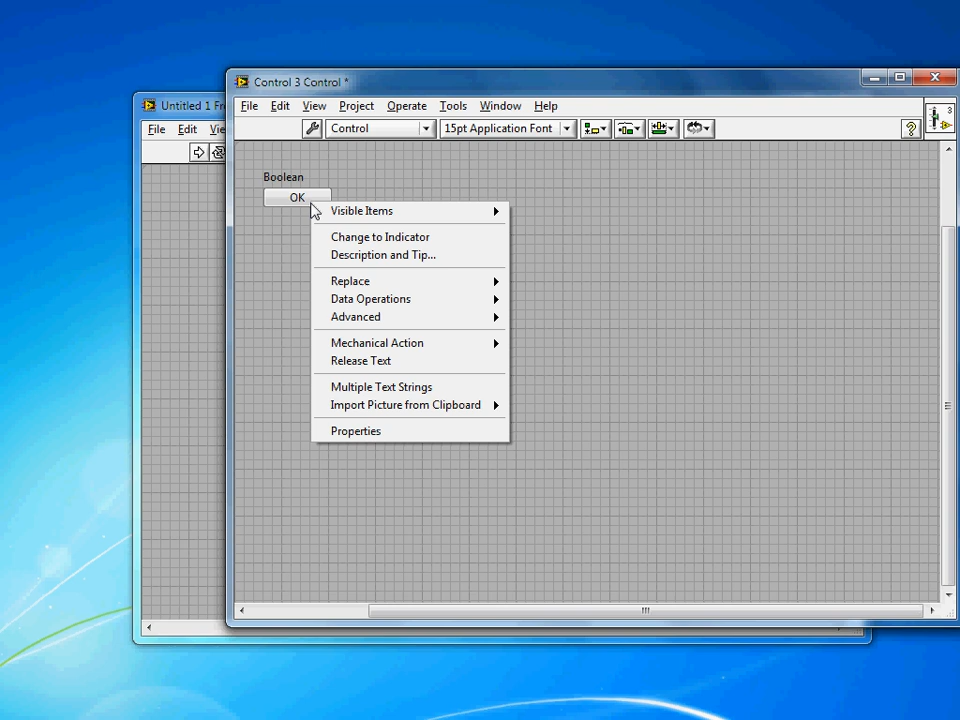 Control 3 Control *
File Edit View Project Operate Tools Window Help
Control 15pt Application Font ? 3
Untitled 1
File Edit
Boolean
OK
Visible Items
Change to Indicator
Description and Tip...
Replace
Data Operations
Advanced
Mechanical Action
Release Text
Multiple Text Strings
Import Picture from Clipboard
Properties